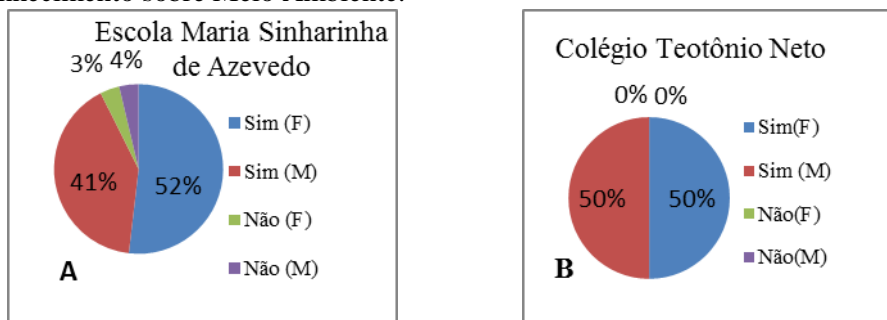 Escola Maria Sinharinha
de Azevedo
3% 4%
41%
52%
Sim (F)
Sim (M)
Não (F)
Não (M)
A
Colégio Teotônio Neto
0% 0%
50%
50%
Sim(F)
Sim (M)
Não(F)
Não(M)
B